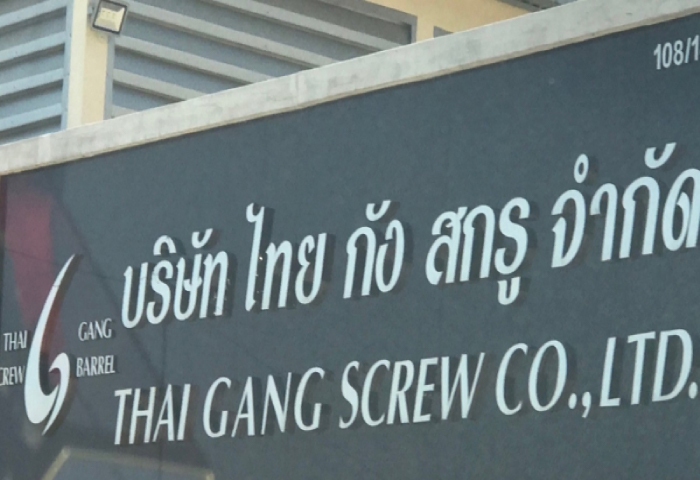 108/1
บริษัท ไทย กัง สกรู จำกัด
THAI GANG SCREW CO.,LTD.
THAI GANG
CREW BARREL